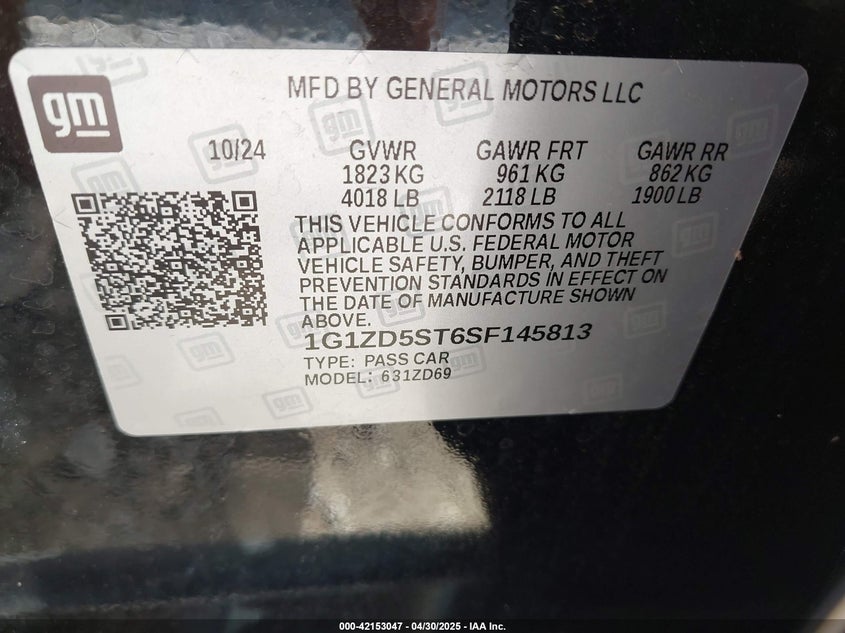 gm
MFD BY GENERAL MOTORS LLC
10/24 GVWR GAWR FRT GAWR RR
1823 KG 961 KG 862 KG
4018 LB 2118 LB 1900 LB
THIS VEHICLE CONFORMS TO ALL
APPLICABLE U.S. FEDERAL MOTOR
VEHICLE SAFETY, BUMPER, AND THEFT
PREVENTION STANDARDS IN EFFECT ON
THE DATE OF MANUFACTURE SHOWN
ABOVE.
1G1ZD5ST6SF145813
TYPE: PASS CAR
MODEL: 631ZD69
000-42153047 - 04/30/2025 - IAA Inc.